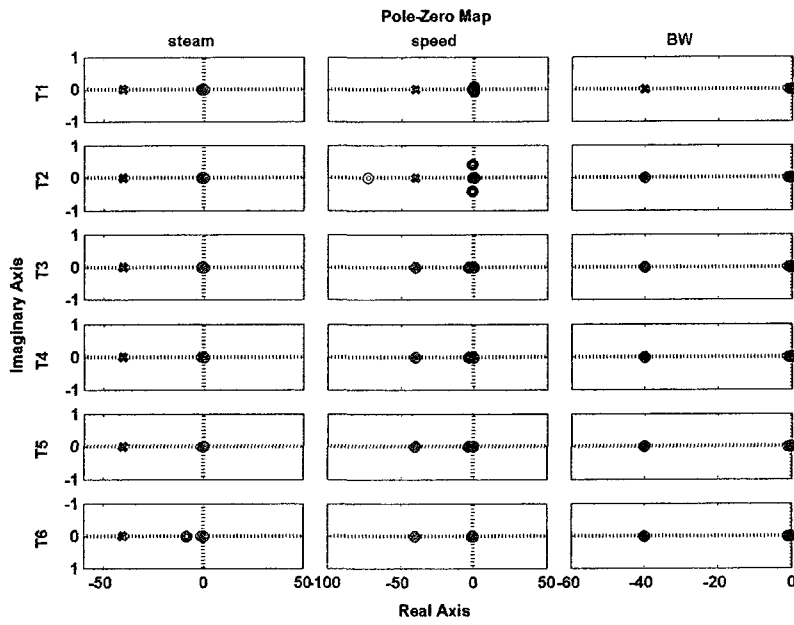 Pole-Zero Map
steam speed BW
1
0
-1
T1
1
0
-1
T2
1
0
-1
T3
1
0
-1
T4
1
0
-1
T5
-1
0
-1
T6
Imaginary Axis
-50 0 50 -100 -50 0 50 -60 -40 -20 0
Real Axis